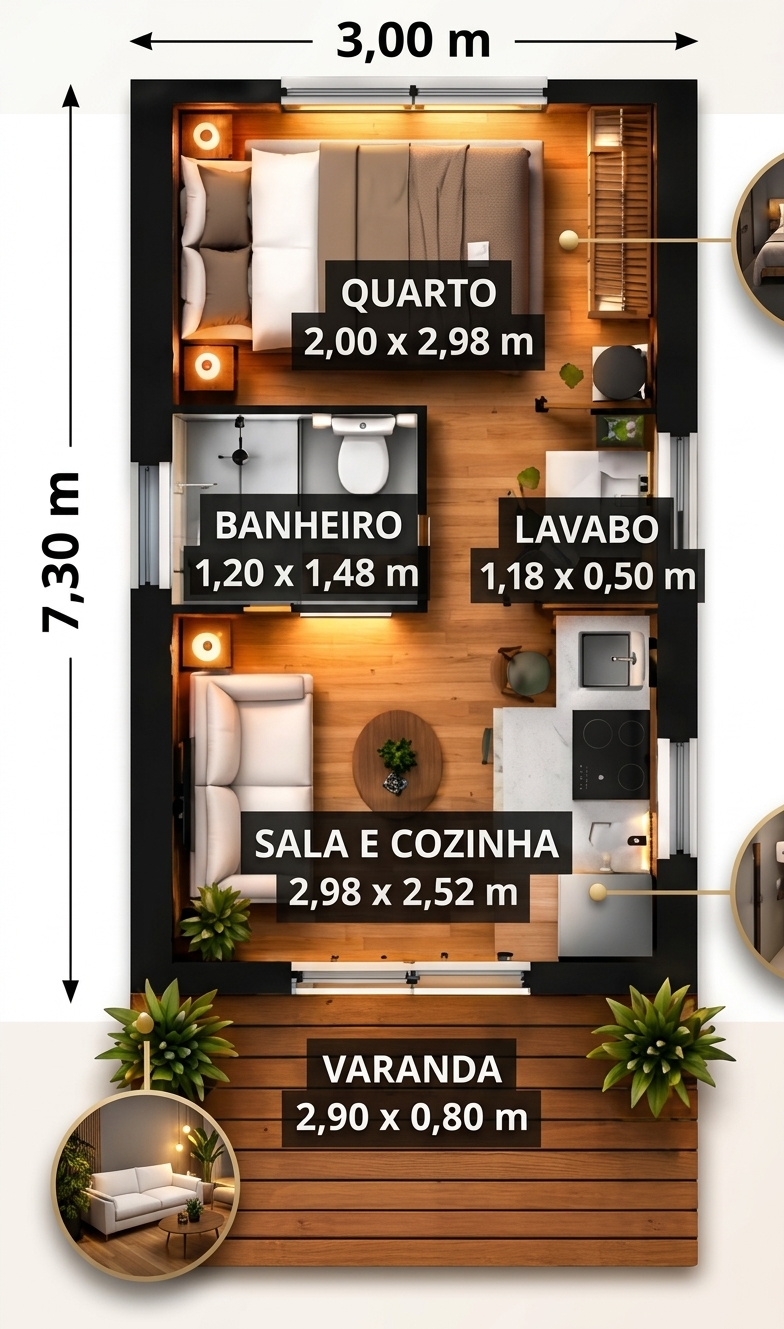 3,00 m
7,30 m
QUARTO
2,00 x 2,98 m
BANHEIRO
1,20 x 1,48 m
LAVABO
1,18 x 0,50 m
SALA E COZINHA
2,98 x 2,52 m
VARANDA
2,90 x 0,80 m